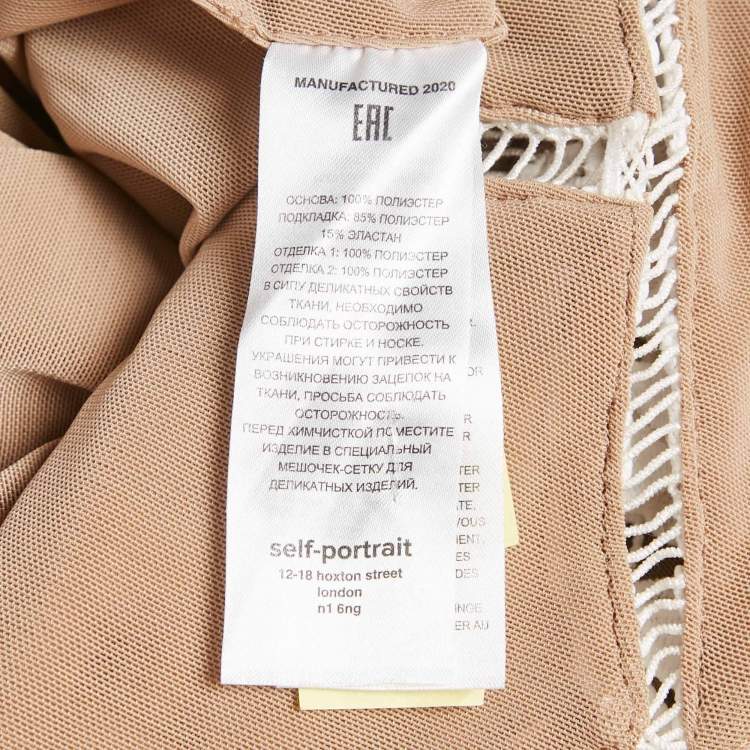 MANUFACTURED 2020
EAC
ОСНОВА: 100% ПОЛИЭСТЕР
ПОДКЛАДКА: 85% ПОЛИЭСТЕР
15% ЭЛАСТАН
ОТДЕЛКА 1: 100% ПОЛИЭСТЕР
ОТДЕЛКА 2: 100% ПОЛИЭСТЕР
В СИЛУ ДЕЛИКАТНЫХ СВОЙСТВ
ТКАНИ, НЕОБХОДИМО
СОБЛЮДАТЬ ОСТОРОЖНОСТЬ
ПРИ СТИРКЕ И НОСКЕ.
УКРАШЕНИЯ МОГУТ ПРИВЕСТИ К
ВОЗНИКНОВЕНИЮ ЗАЦЕПОК НА
ТКАНИ, ПРОСЬБА СОБЛЮДАТЬ
ОСТОРОЖНОСТЬ.
ПЕРЕД ХИМЧИСТКОЙ ПОМЕСТИТЕ
ИЗДЕЛИЕ В СПЕЦИАЛЬНЫЙ
МЕШОЧЕК-СЕТКУ ДЛЯ
ДЕЛИКАТНЫХ ИЗДЕЛИЙ.
self-portrait
12-18 hoxton street
london
n1 6ng